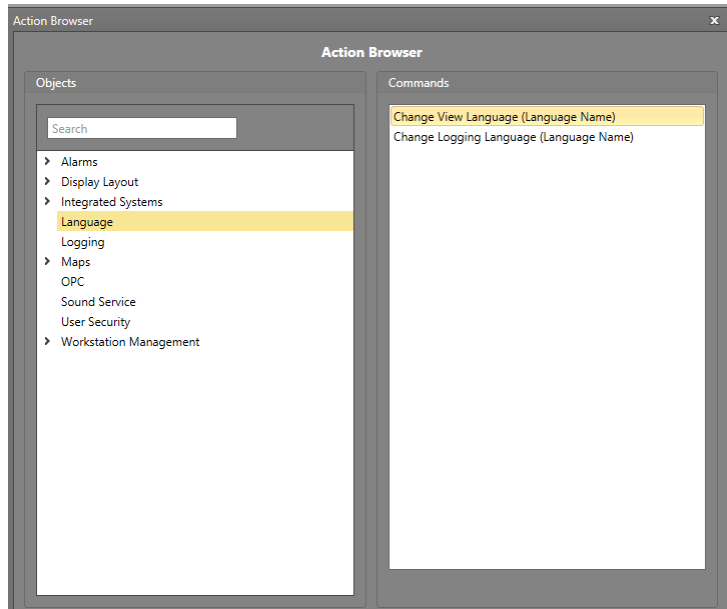 Action Browser
x
Action Browser
Objects
Search
Alarms
Display Layout
Integrated Systems
Language
Logging
Maps
OPC
Sound Service
User Security
Workstation Management
Commands
Change View Language (Language Name)
Change Logging Language (Language Name)